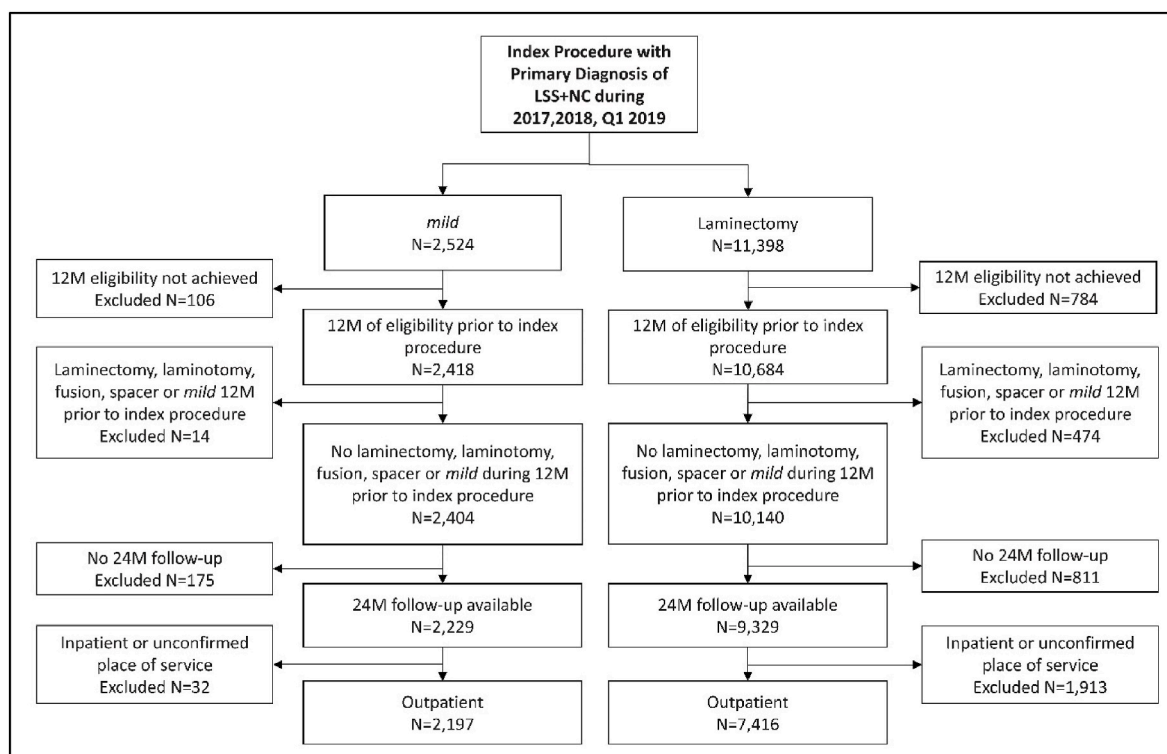 Index Procedure with
Primary Diagnosis of
LSS+NC during
2017,2018, Q1 2019
mild
N=2,524
Laminectomy
N=11,398
12M eligibility not achieved
Excluded N=106
12M eligibility not achieved
Excluded N=784
12M of eligibility prior to index
procedure
N=2,418
12M of eligibility prior to index
procedure
N=10,684
Laminectomy, laminotomy,
fusion, spacer or mild 12M
prior to index procedure
Excluded N=14
Laminectomy, laminotomy,
fusion, spacer or mild 12M
prior to index procedure
Excluded N=474
No laminectomy, laminotomy,
fusion, spacer or mild during 12M
prior to index procedure
N=2,404
No laminectomy, laminotomy,
fusion, spacer or mild during 12M
prior to index procedure
N=10,140
No 24M follow-up
Excluded N=175
No 24M follow-up
Excluded N=811
24M follow-up available
N=2,229
24M follow-up available
N=9,329
Inpatient or unconfirmed
place of service
Excluded N=32
Inpatient or unconfirmed
place of service
Excluded N=1,913
Outpatient
N=2,197
Outpatient
N=7,416